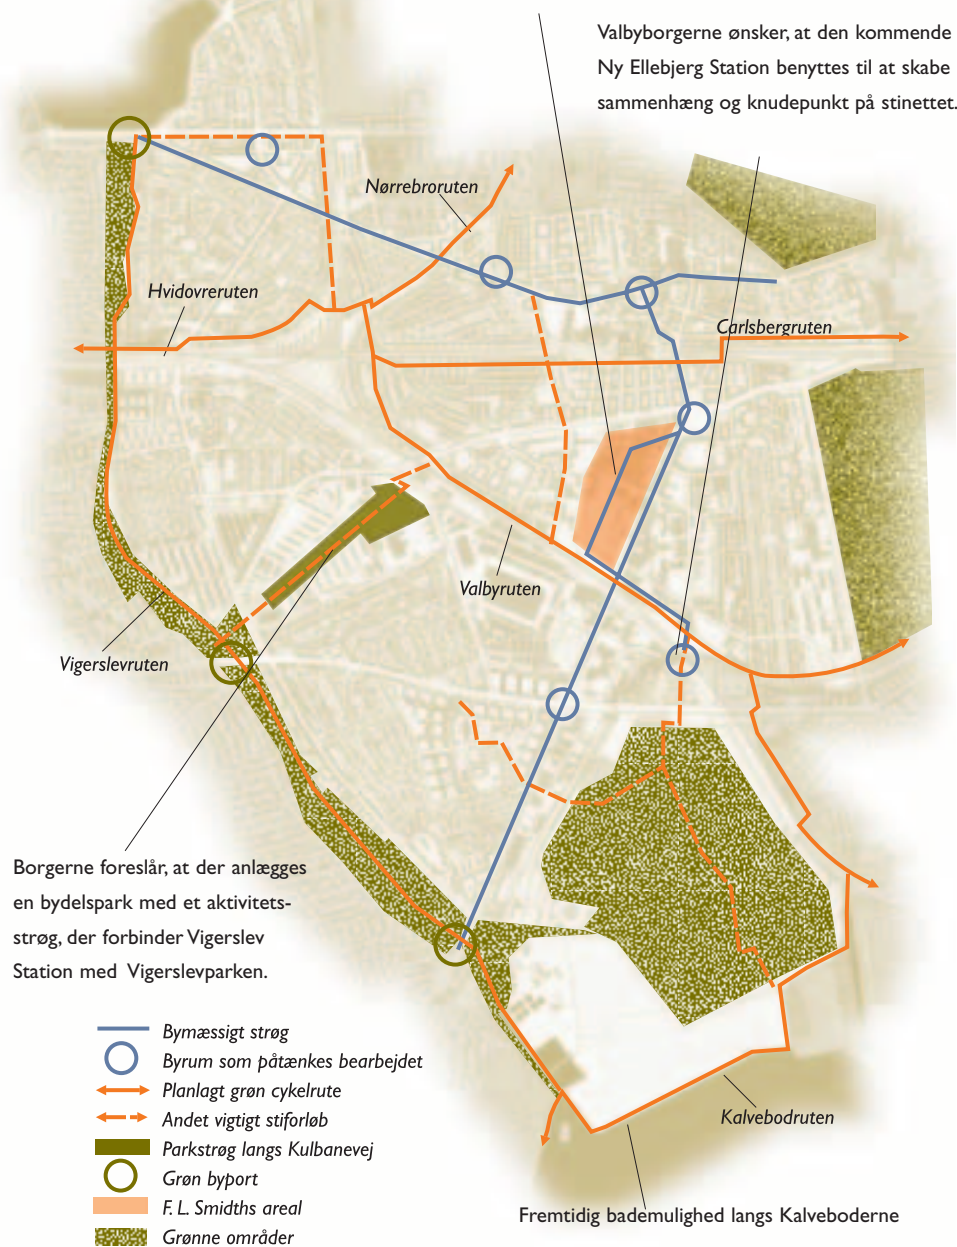 Valbyborgerne ønsker, at den kommende
Ny Ellebjerg Station benyttes til at skabe
sammenhæng og knudepunkt på stinettet.
Nørrebroruten
Hvidovreruten
Carlsbergruten
Valbyruten
Vigerslevruten
Borgerne foreslår, at der anlægges
en bydelspark med et aktivitets-
strøg, der forbinder Vigerslev
Station med Vigerslevparken.
Bymæssigt strøg
Byrum som påtænkes bearbejdet
Planlagt grøn cykelrute
Andet vigtigt stiforløb
Parkstrøg langs Kulbanevej
Grøn byport
F. L. Smidths areal
Grønne områder
Kalvebodruten
Fremtidig bademulighed langs Kalveboderne